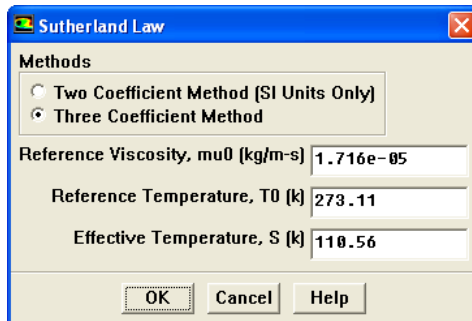 Sutherland Law
Methods
Two Coefficient Method (SI Units Only)
Three Coefficient Method
Reference Viscosity, mu0 (kg/m-s) 1.716e-05
Reference Temperature, T0 (k) 273.11
Effective Temperature, S (k) 110.56
OK Cancel Help